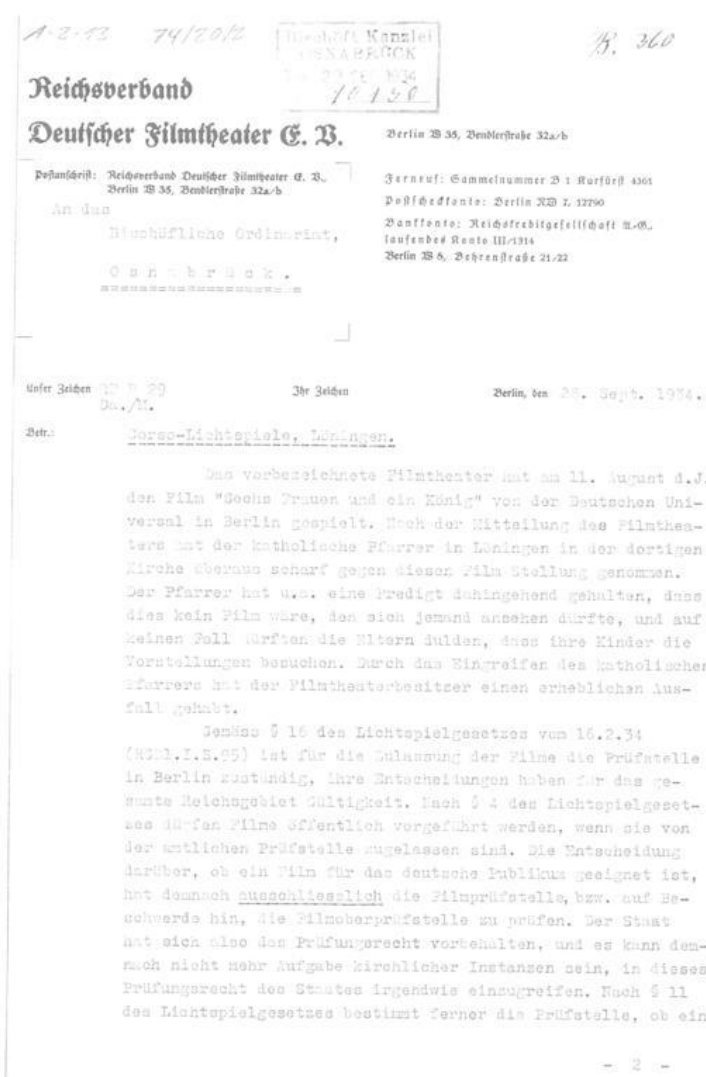 1-2-13 74/20/2
R. 360
Bischöfl. Kanzlei
OSNABRÜCK
1934
10130
Reichsverband
Deutscher Filmtheater E. V.
Berlin W 35, Bendlerstraße 32a/b
Postanschrift: Reichsverband Deutscher Filmtheater E. V.,
Berlin W 35, Bendlerstraße 32a/b
Fernruf: Sammelnummer B 1 Kurfürst 4361
Postscheckkonto: Berlin NW 7, 12790
Bankkonto: Reichskreditgesellschaft A.-G.,
laufendes Konto III/1314
Berlin W 8, Behrenstraße 21/22
An das
Bischöfliche Ordinariat,
O s n a b r ü c k .
=====================
Unser Zeichen 29
Da./M.
Ihr Zeichen
Berlin, den 28. Sept. 1934.
Betr.: Corso-Lichtspiele, Löningen.
Das vorbezeichnete Filmtheater hat am 11. August d.J.
den Film "Sechs Frauen und ein König" von der Deutschen Uni-
versal in Berlin gespielt. Nach der Mitteilung des Filmthea-
ters hat der katholische Pfarrer in Löningen in der dortigen
Kirche überaus scharf gegen diesen Film Stellung genommen.
Der Pfarrer hat u.a. eine Predigt dahingehend gehalten, dass
dies kein Film wäre, den sich jemand ansehen dürfte, und auf
keinen Fall dürften die Eltern dulden, dass ihre Kinder die
Vorstellungen besuchen. Durch das Eingreifen des katholischen
Pfarrers hat der Filmtheaterbesitzer einen erheblichen Aus-
fall gehabt.
Gemäss § 16 des Lichtspielgesetzes vom 16.2.34
(RGBl.I.S.95) ist für die Zulassung der Filme die Prüfstelle
in Berlin zuständig, ihre Entscheidungen haben für das ge-
samte Reichsgebiet Gültigkeit. Nach § 4 des Lichtspielgeset-
zes dürfen Filme öffentlich vorgeführt werden, wenn sie von
der amtlichen Prüfstelle zugelassen sind. Die Entscheidung
darüber, ob ein Film für das deutsche Publikum geeignet ist,
hat demnach ausschliesslich die Filmprüfstelle, bzw. auf Be-
schwerde hin, die Filmoberprüfstelle zu prüfen. Der Staat
hat sich also das Prüfungsrecht vorbehalten, und es kann dem-
nach nicht mehr Aufgabe kirchlicher Instanzen sein, in dieses
Prüfungsrecht des Staates irgendwie einzugreifen. Nach § 11
des Lichtspielgesetzes bestimmt ferner die Prüfstelle, ob ein
- 2 -